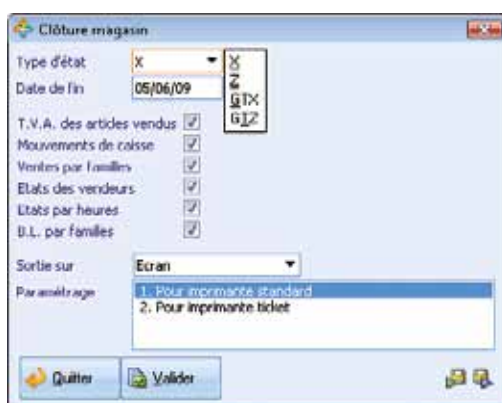 Clôture magasin
Type d'état X X
Z
Date de fin 05/06/09 GTX
GTZ
T.V.A. des articles vendus
Mouvements de caisse
Ventes par familles
Etats des vendeurs
Etats par heures
B.L. par familles
Sortie sur Ecran
Paramétrage 1. Pour imprimante standard
2. Pour imprimante ticket
Quitter Valider